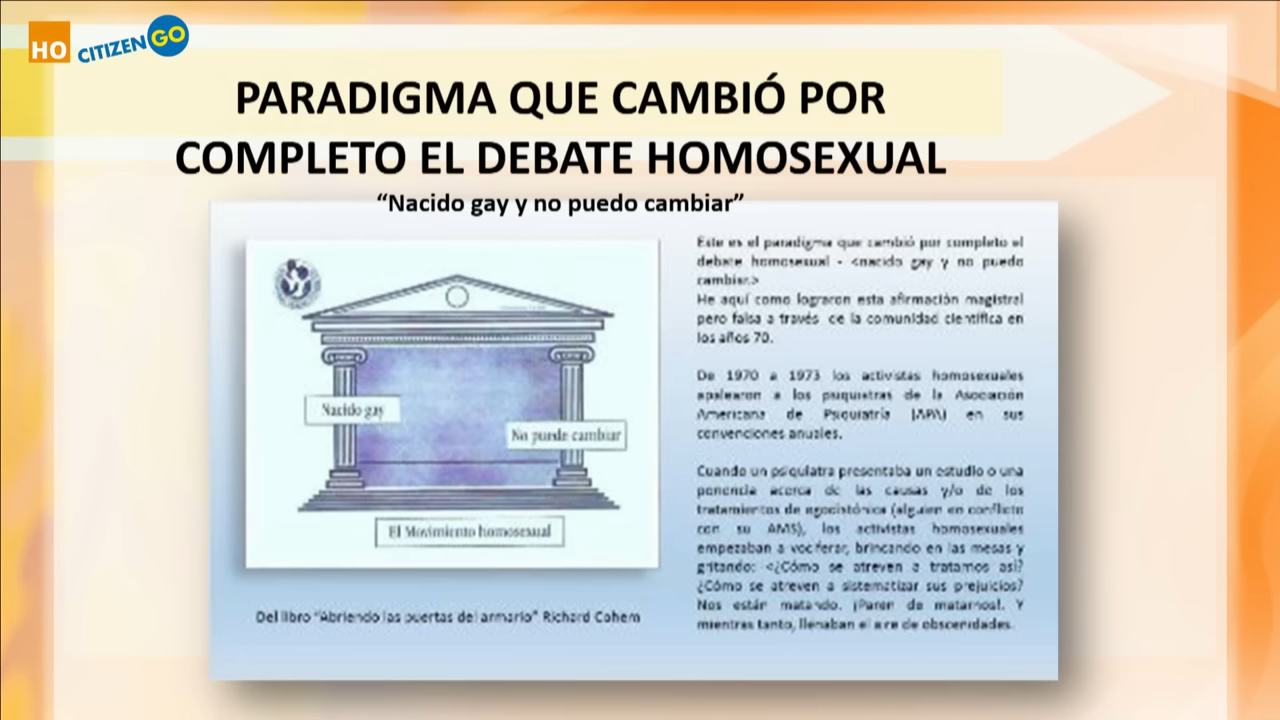 HO CITIZENGO
PARADIGMA QUE CAMBIÓ POR
COMPLETO EL DEBATE HOMOSEXUAL
“Nacido gay y no puedo cambiar”
Nacido gay
No puede cambiar
El Movimiento homosexual
Del libro "Abriendo las puertas del armario" Richard Cohem
Este es el paradigma que cambió por completo el
debate homosexual - <nacido gay y no puedo
cambiar.>
He aquí como lograron esta afirmación magistral
pero falsa a través de la comunidad científica en
los años 70.
De 1970 a 1973 los activistas homosexuales
apalearon a los psiquiatras de la Asociación
Americana de Psiquiatría (APA) en sus
convenciones anuales.
Cuando un psiquiatra presentaba un estudio o una
ponencia acerca de las causas y/o de los
tratamientos de egodistónica (alguien en conflicto
con su AMS), los activistas homosexuales
empezaban a vociferar, brincando en las mesas y
gritando: <¿Cómo se atreven a tratarnos así?
¿Cómo se atreven a sistematizar sus prejuicios?
Nos están matando. ¡Paren de matarnos!. Y
mientras tanto, llenaban el aire de obscenidades.